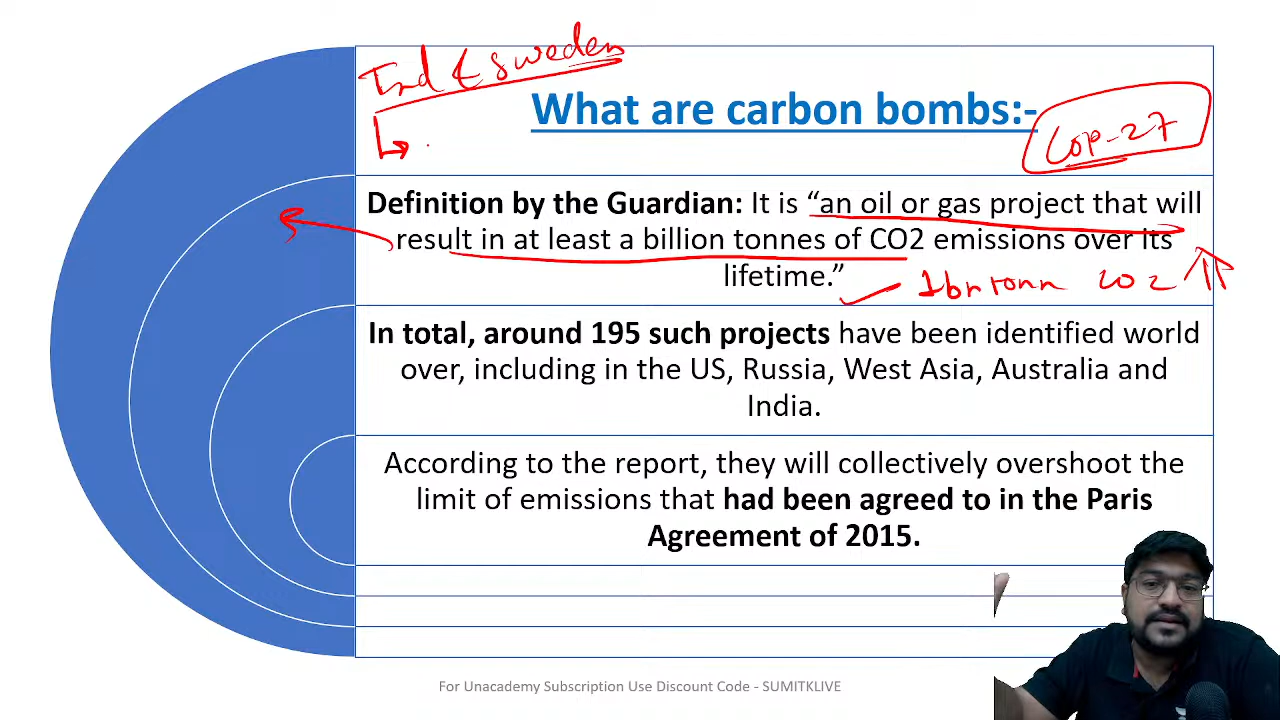 Ind & Sweden
What are carbon bombs:-
COP-27
Definition by the Guardian: It is “an oil or gas project that will
result in at least a billion tonnes of CO2 emissions over its
lifetime.”
1bn tonn CO2
In total, around 195 such projects have been identified world
over, including in the US, Russia, West Asia, Australia and
India.
According to the report, they will collectively overshoot the
limit of emissions that had been agreed to in the Paris
Agreement of 2015.
For Unacademy Subscription Use Discount Code - SUMITKLIVE